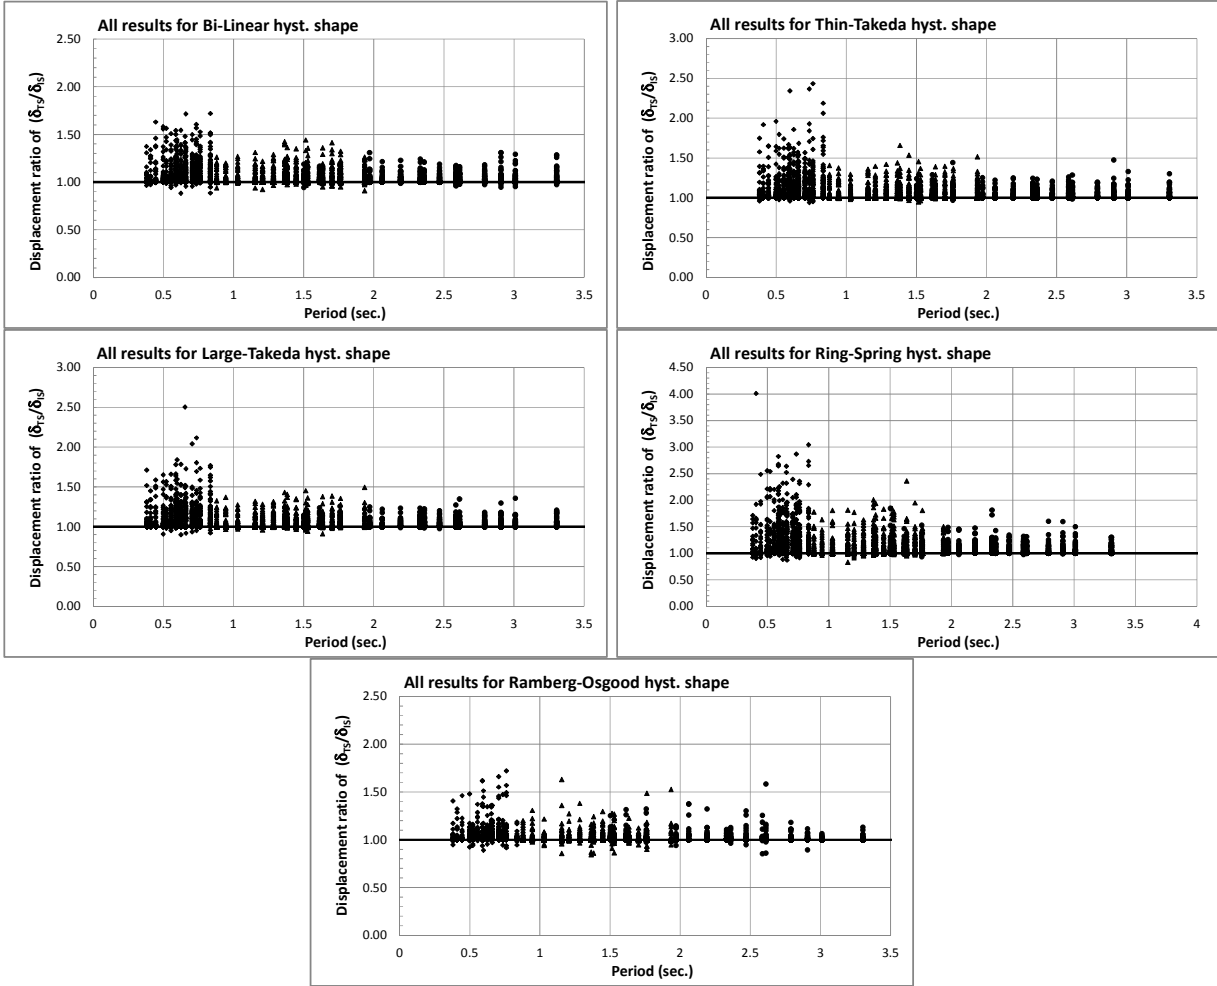 All results for Bi-Linear hyst. shape
2.50
2.00
1.50
1.00
0.50
0.00
Displacement ratio of (δTS/δIS)
0 0.5 1 1.5 2 2.5 3 3.5
Period (sec.)
All results for Thin-Takeda hyst. shape
3.00
2.50
2.00
1.50
1.00
0.50
0.00
Displacement ratio of (δTS/δIS)
0 0.5 1 1.5 2 2.5 3 3.5
Period (sec.)
All results for Large-Takeda hyst. shape
3.00
2.50
2.00
1.50
1.00
0.50
0.00
Displacement ratio of (δTS/δIS)
0 0.5 1 1.5 2 2.5 3 3.5
Period (sec.)
All results for Ring-Spring hyst. shape
4.50
4.00
3.50
3.00
2.50
2.00
1.50
1.00
0.50
0.00
Displacement ratio of (δTS/δIS)
0 0.5 1 1.5 2 2.5 3 3.5 4
Period (sec.)
All results for Ramberg-Osgood hyst. shape
2.50
2.00
1.50
1.00
0.50
0.00
Displacement ratio of (δTS/δIS)
0 0.5 1 1.5 2 2.5 3 3.5
Period (sec.)